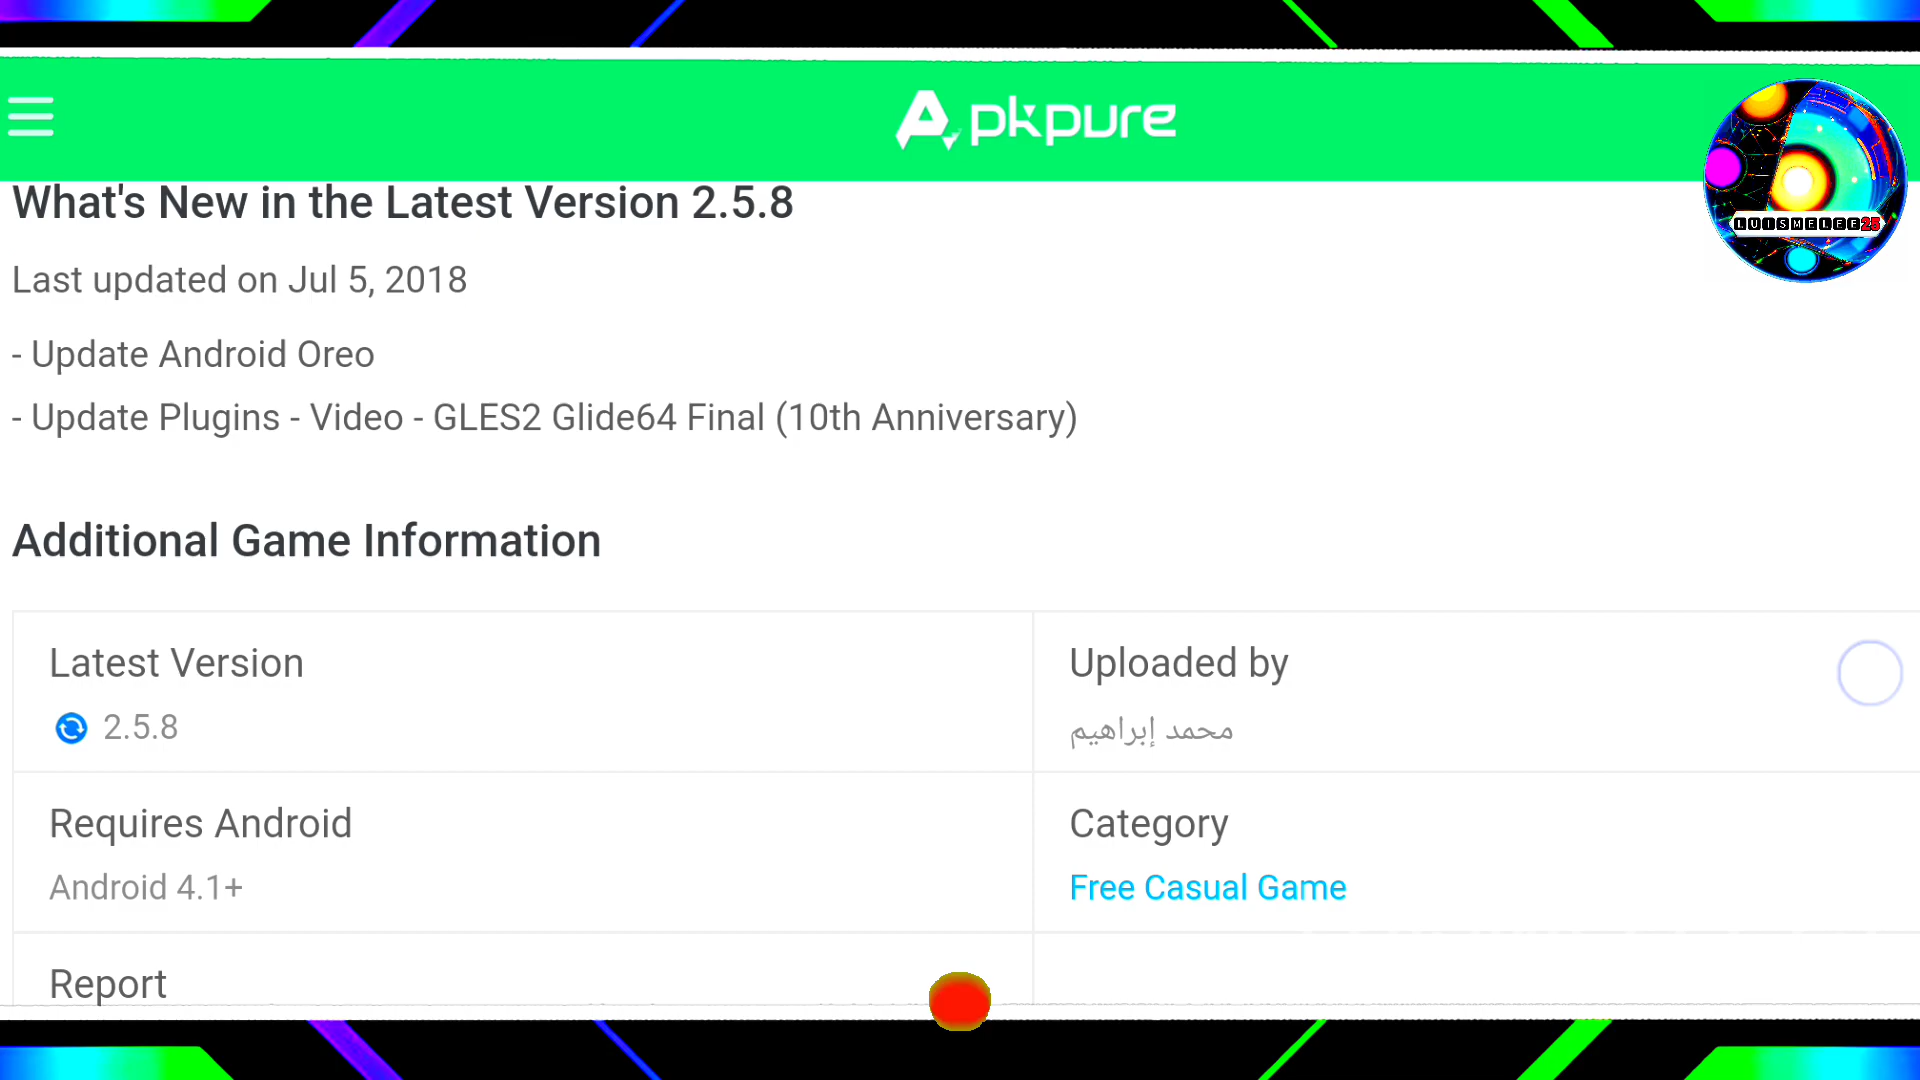 Apkpure
LUISMELEE25
What's New in the Latest Version 2.5.8
Last updated on Jul 5, 2018
- Update Android Oreo
- Update Plugins - Video - GLES2 Glide64 Final (10th Anniversary)
Additional Game Information
Latest Version
2.5.8
Uploaded by
محمد إبراهيم
Requires Android
Android 4.1+
Category
Free Casual Game
Report